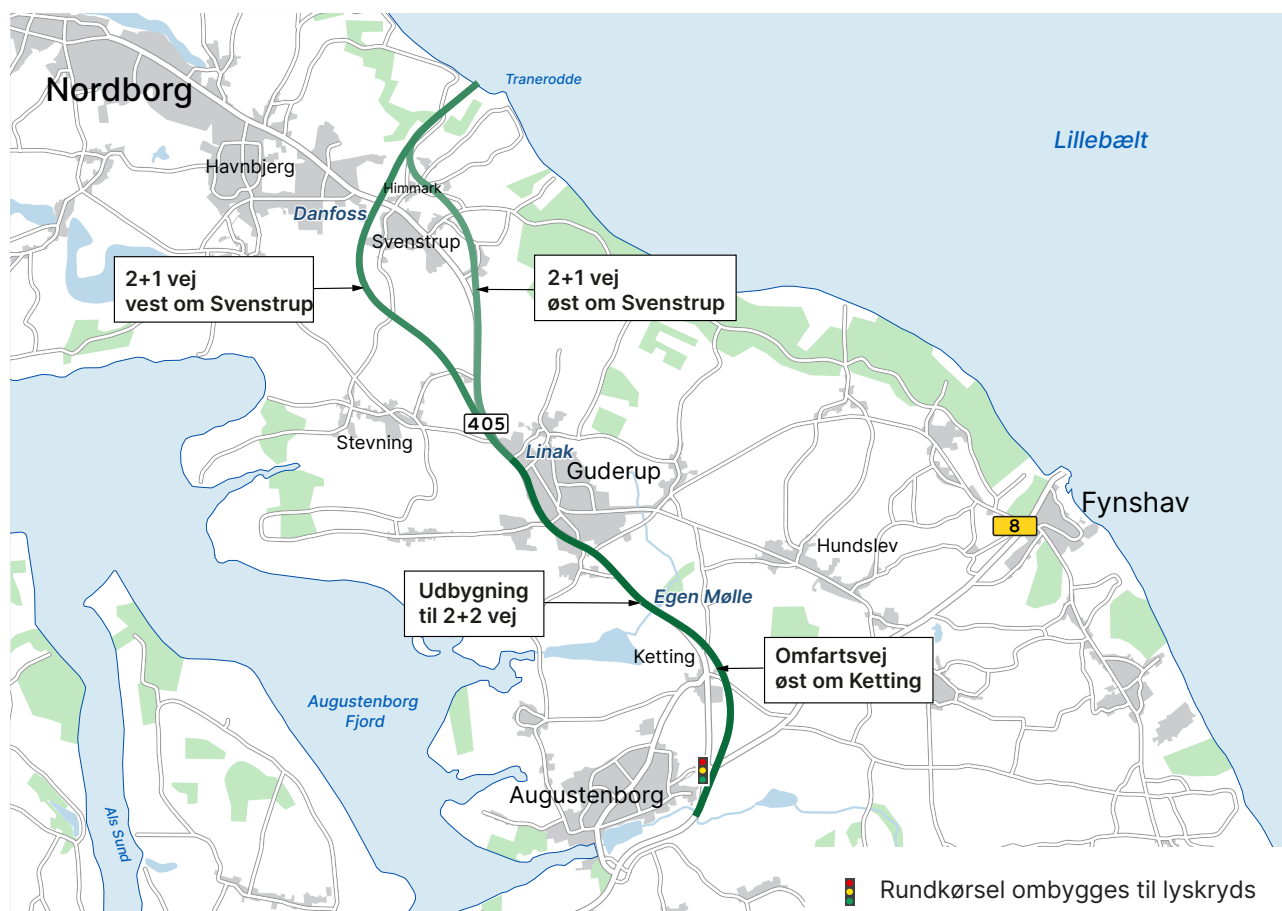 Tranerodde
Nordborg
Lillebælt
Havnbjerg
Himmark
Danfoss
Svenstrup
2+1 vej
vest om Svenstrup
2+1 vej
øst om Svenstrup
405
Stevning
Linak
Guderup
Fynshav
8
Hundslev
Udbygning
til 2+2 vej
Egen Mølle
Ketting
Omfartsvej
øst om Ketting
Augustenborg
Fjord
Augustenborg
Als Sund
Rundkørsel ombygges til lyskryds